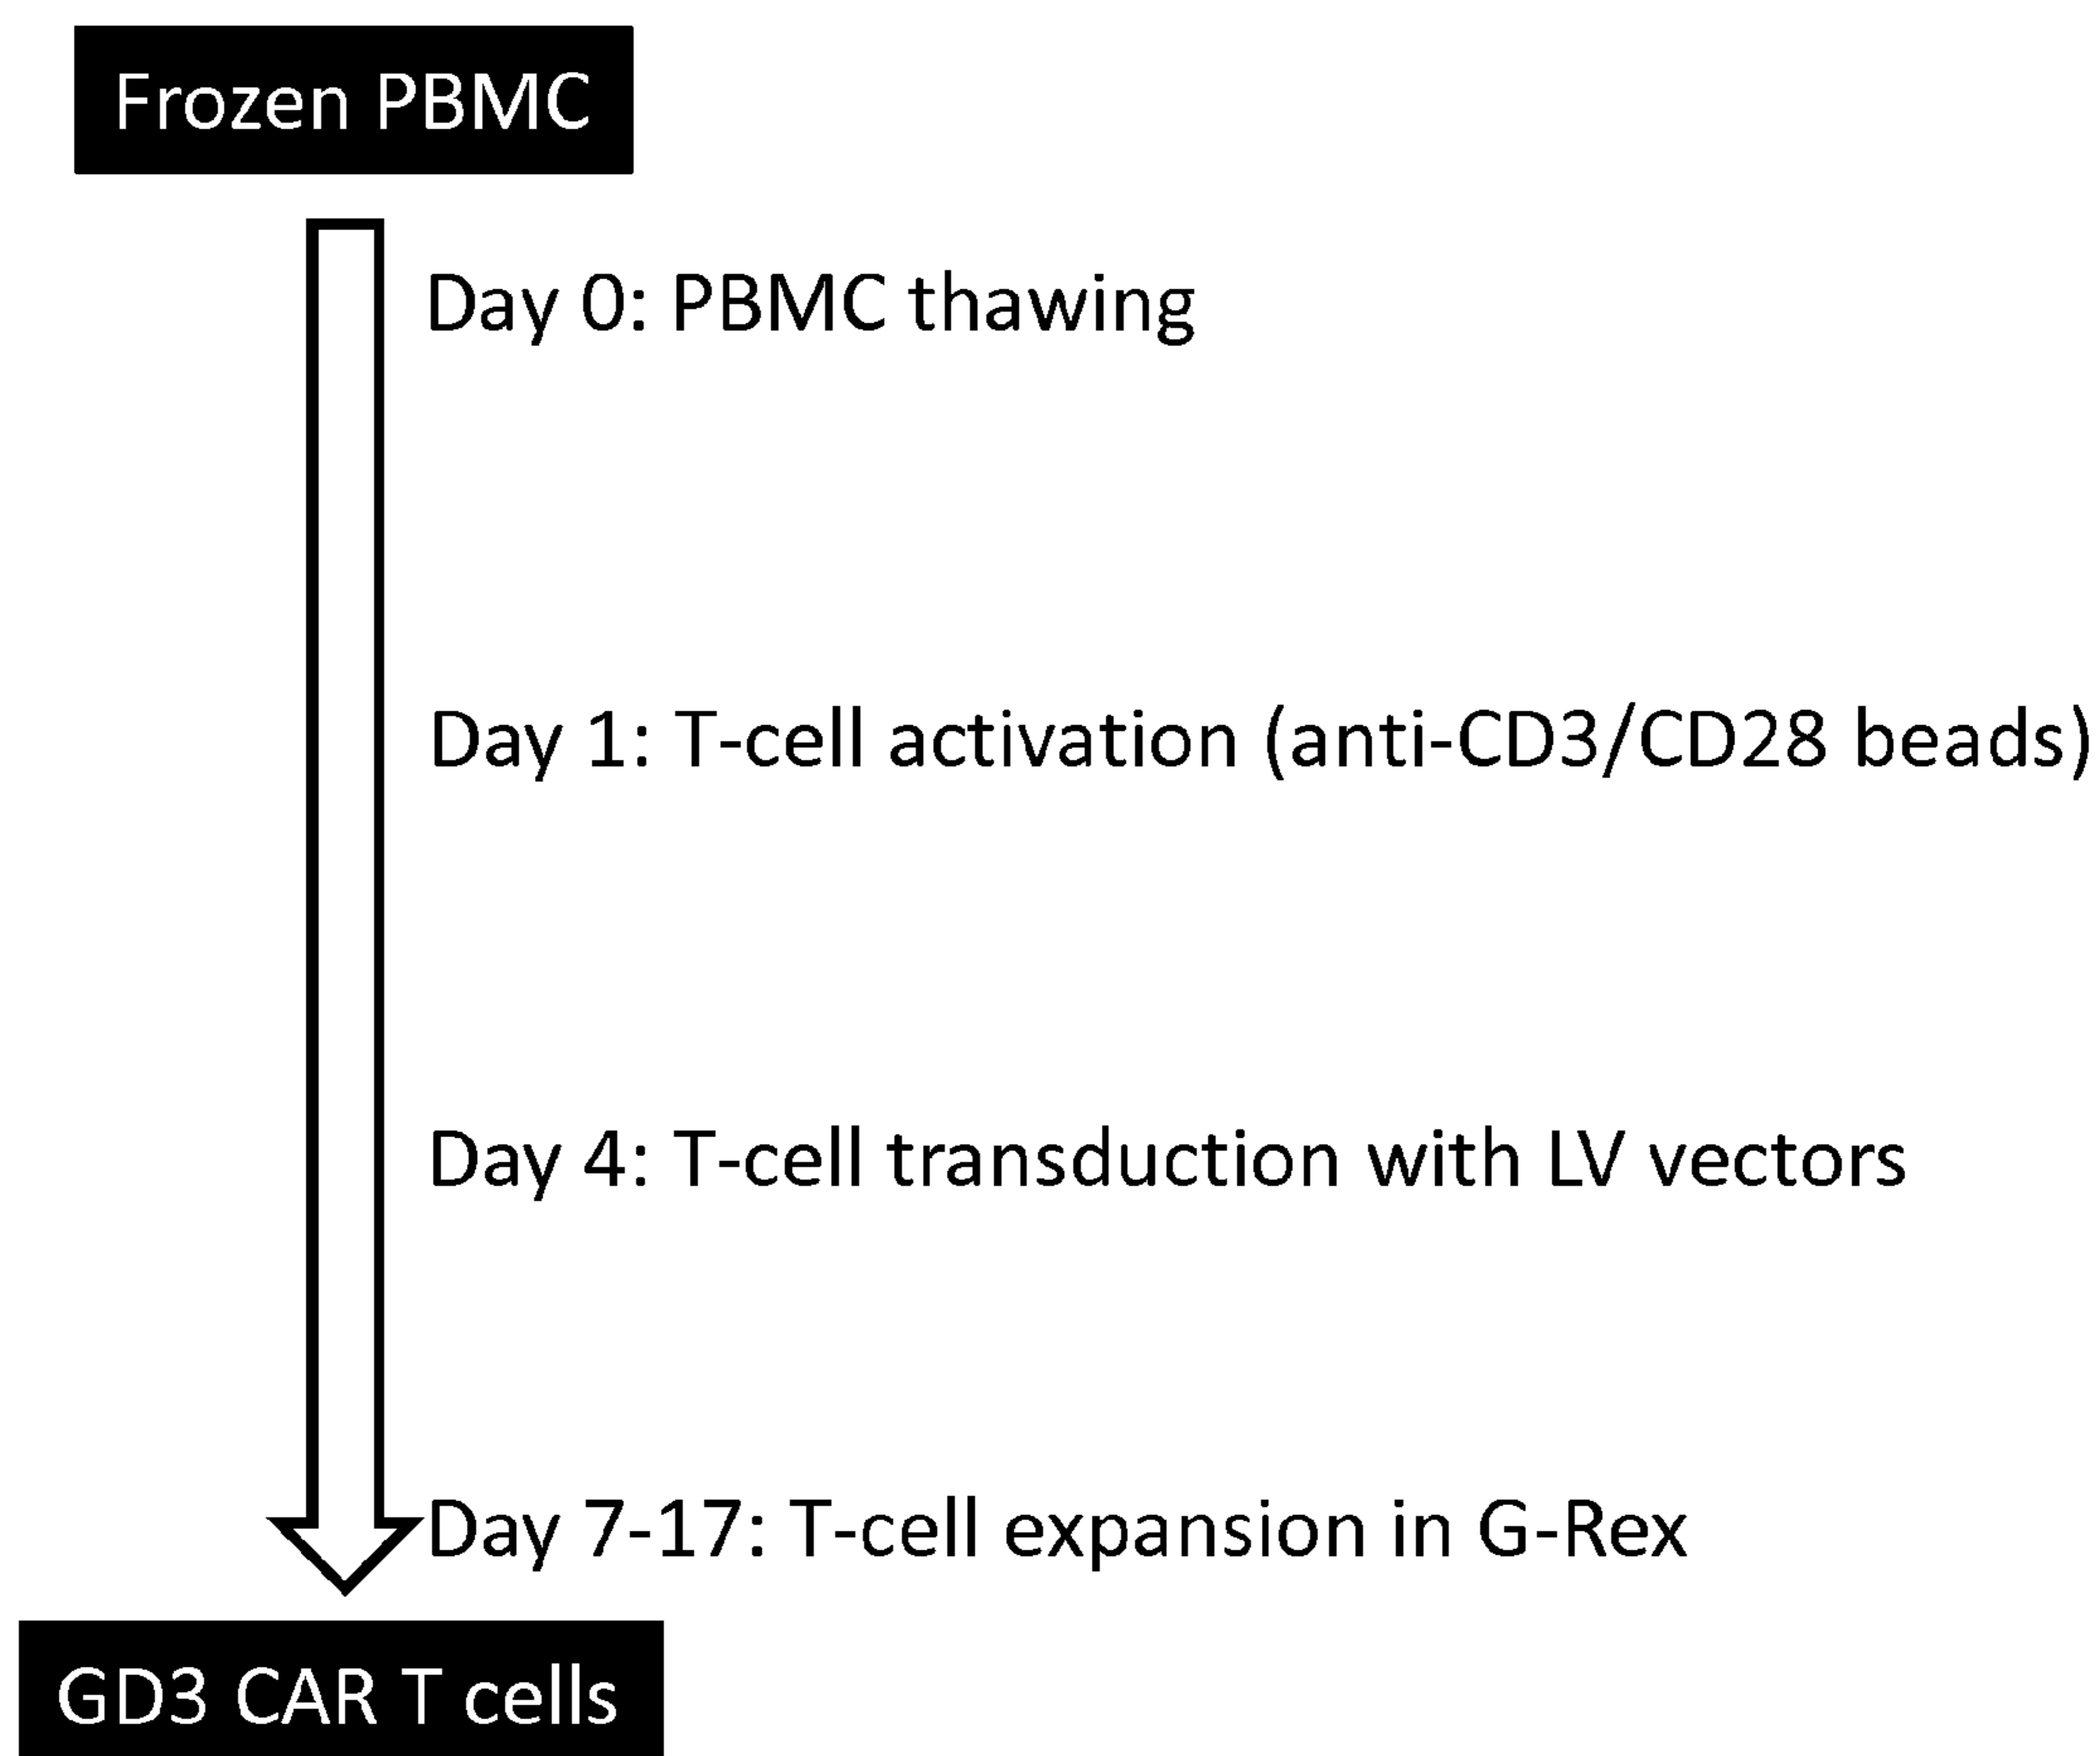 Frozen PBMC
Day 0: PBMC thawing
Day 1: T-cell activation (anti-CD3/CD28 beads)
Day 4: T-cell transduction with LV vectors
Day 7-17: T-cell expansion in G-Rex
GD3 CAR T cells